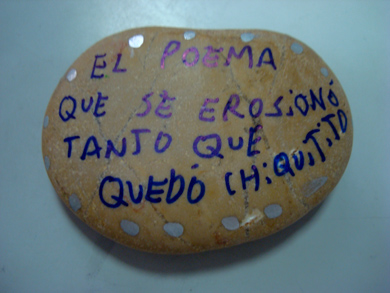 EL POEMA
QUE SE EROSiONÓ
TANTO QUE
QUEDÓ CHiQUiTiTO